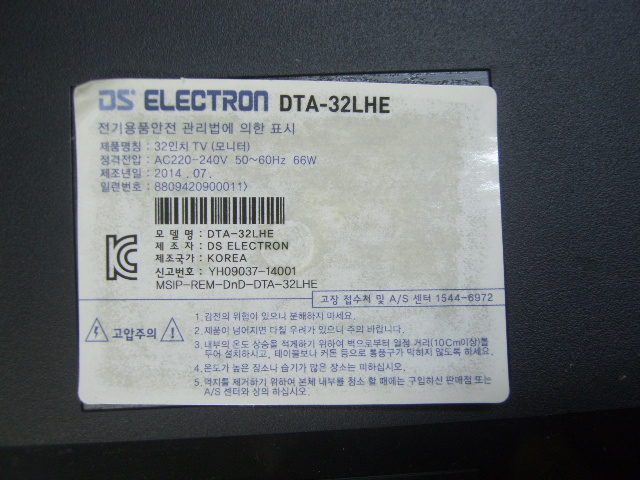 DS ELECTRON DTA-32LHE
전기용품안전 관리법에 의한 표시
제품명칭 : 32인치 TV (모니터)
정격전압 : AC220-240V 50~60Hz 66W
제조년일 : 2014 .07.
일련번호 : 8809420900011>
모 델 명 : DTA-32LHE
제 조 자 : DS ELECTRON
제조국가 : KOREA
신고번호 : YH09037-14001
MSIP-REM-DnD-DTA-32LHE
고장 접수처 및 A/S 센터 1544-6972
고압주의
1. 감전의 위험이 있으니 분해하지 마세요.
2. 제품이 넘어지면 다칠 우려가 있으니 주의 바랍니다.
3. 내부의 온도 상승을 적게하기 위하여 벽으로부터 일정 거리(10Cm이상)를
두어 설치하시고, 테이블보나 커튼 등으로 통풍구가 막히지 않도록 하세요.
4. 온도가 높은 장소나 습기가 많은 장소는 피하십시오.
5. 먹지를 제거하기 위하여 본체 내부를 청소 할 때에는 구입하신 판매점 또는
A/S 센터와 상의 하십시오.